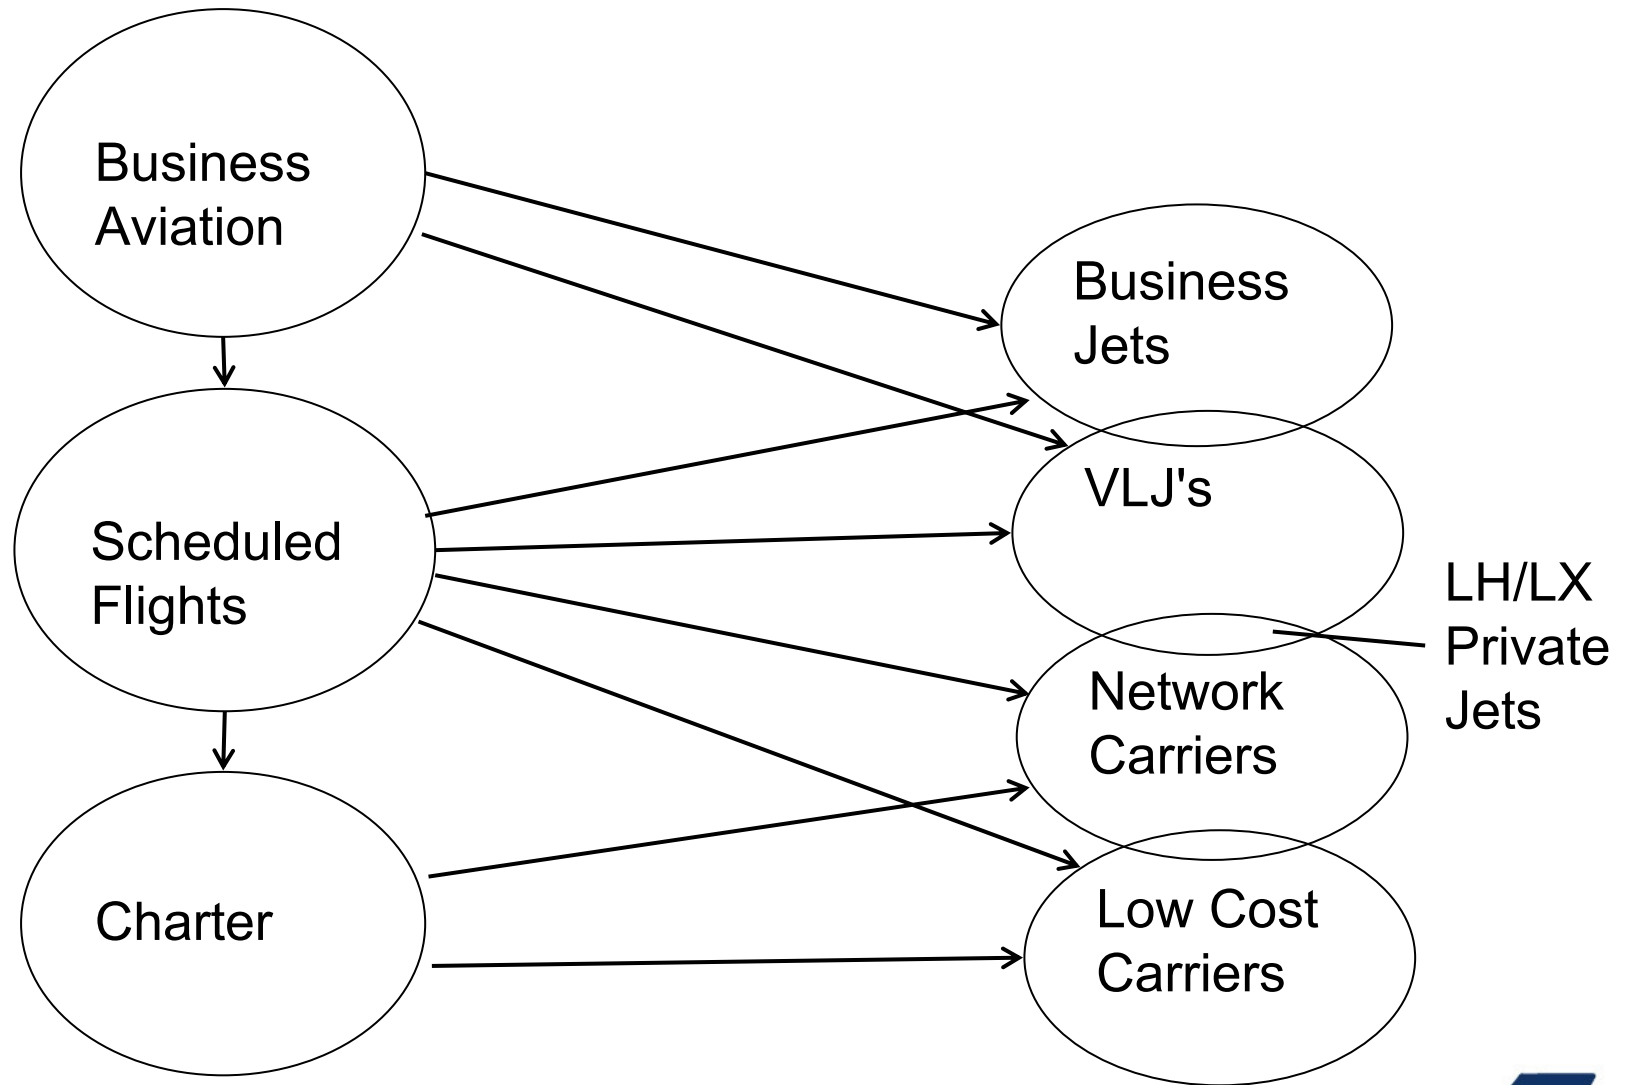 Business
Aviation
Business
Jets
VLJ's
Scheduled
Flights
LH/LX
Private
Jets
Network
Carriers
Charter
Low Cost
Carriers